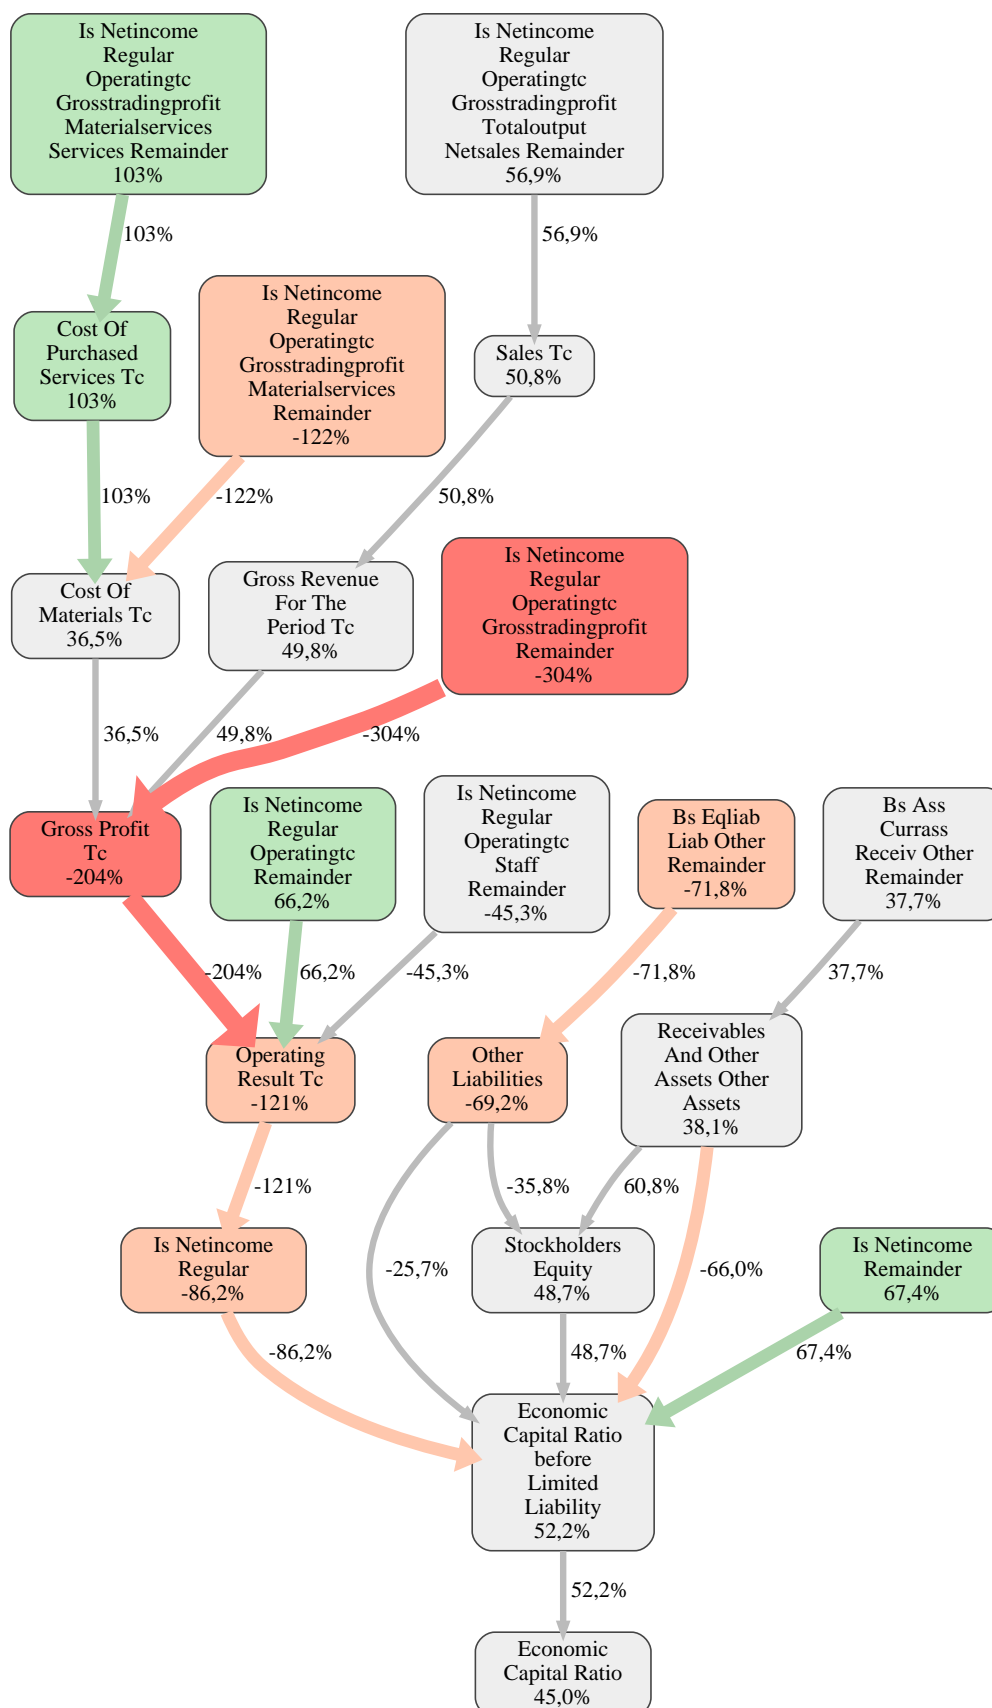 Is Netincome
Regular
Operatingtc
Grosstradingprofit
Materialservices
Services Remainder
103%
Is Netincome
Regular
Operatingtc
Grosstradingprofit
Totaloutput
Netsales Remainder
56,9%
103%
56,9%
Cost Of
Purchased
Services Tc
103%
Is Netincome
Regular
Operatingtc
Grosstradingprofit
Materialservices
Remainder
-122%
Sales Tc
50,8%
103%
-122%
50,8%
Cost Of
Materials Tc
36,5%
Gross Revenue
For The
Period Tc
49,8%
Is Netincome
Regular
Operatingtc
Grosstradingprofit
Remainder
-304%
36,5%
49,8%
-304%
Gross Profit
Tc
-204%
Is Netincome
Regular
Operatingtc
Remainder
66,2%
Is Netincome
Regular
Operatingtc
Staff
Remainder
-45,3%
Bs Eqliab
Liab Other
Remainder
-71,8%
Bs Ass
Currass
Receiv Other
Remainder
37,7%
-204%
66,2%
-45,3%
-71,8%
37,7%
Operating
Result Tc
-121%
Other
Liabilities
-69,2%
Receivables
And Other
Assets Other
Assets
38,1%
-121%
-35,8%
60,8%
Is Netincome
Regular
-86,2%
-25,7%
Stockholders
Equity
48,7%
-66,0%
Is Netincome
Remainder
67,4%
-86,2%
48,7%
67,4%
Economic
Capital Ratio
before
Limited
Liability
52,2%
52,2%
Economic
Capital Ratio
45,0%